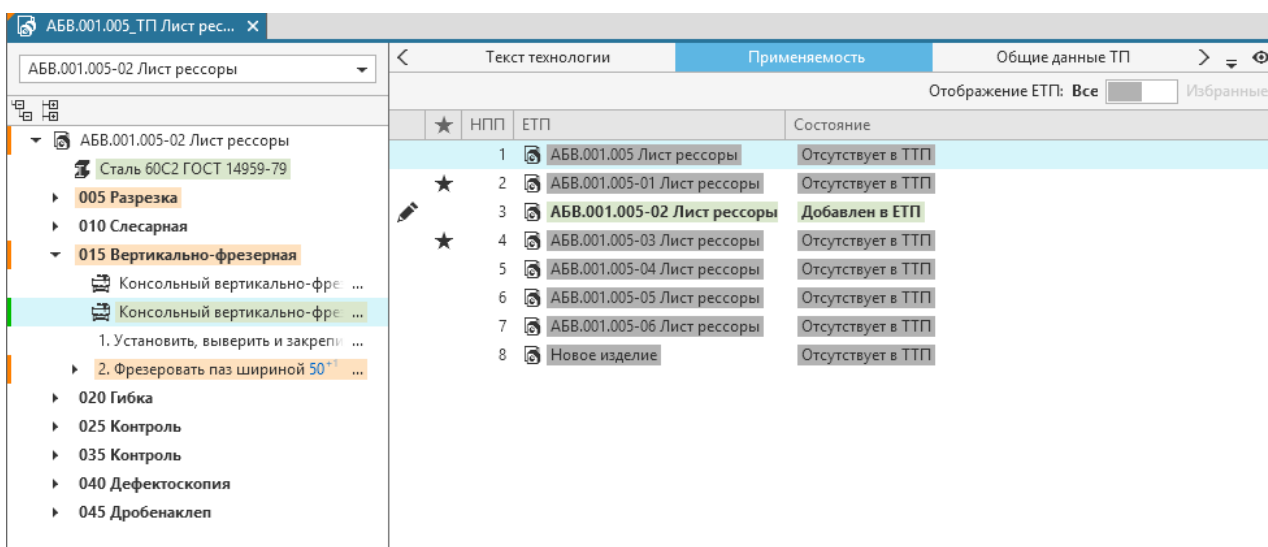 АБВ.001.005_ТП Лист рес...
АБВ.001.005-02 Лист рессоры
АБВ.001.005-02 Лист рессоры
Сталь 60С2 ГОСТ 14959-79
005 Разрезка
010 Слесарная
015 Вертикально-фрезерная
Консольный вертикально-фре ...
Консольный вертикально-фре ...
1. Установить, выверить и закрепи ...
2. Фрезеровать паз шириной 50⁺¹ ...
020 Гибка
025 Контроль
035 Контроль
040 Дефектоскопия
045 Дробенаклеп
Текст технологии Применяемость Общие данные ТП
Отображение ЕТП: Все Избранные
★ НПП ЕТП Состояние
1 АБВ.001.005 Лист рессоры Отсутствует в ТТП
★ 2 АБВ.001.005-01 Лист рессоры Отсутствует в ТТП
3 АБВ.001.005-02 Лист рессоры Добавлен в ЕТП
★ 4 АБВ.001.005-03 Лист рессоры Отсутствует в ТТП
5 АБВ.001.005-04 Лист рессоры Отсутствует в ТТП
6 АБВ.001.005-05 Лист рессоры Отсутствует в ТТП
7 АБВ.001.005-06 Лист рессоры Отсутствует в ТТП
8 Новое изделие Отсутствует в ТТП